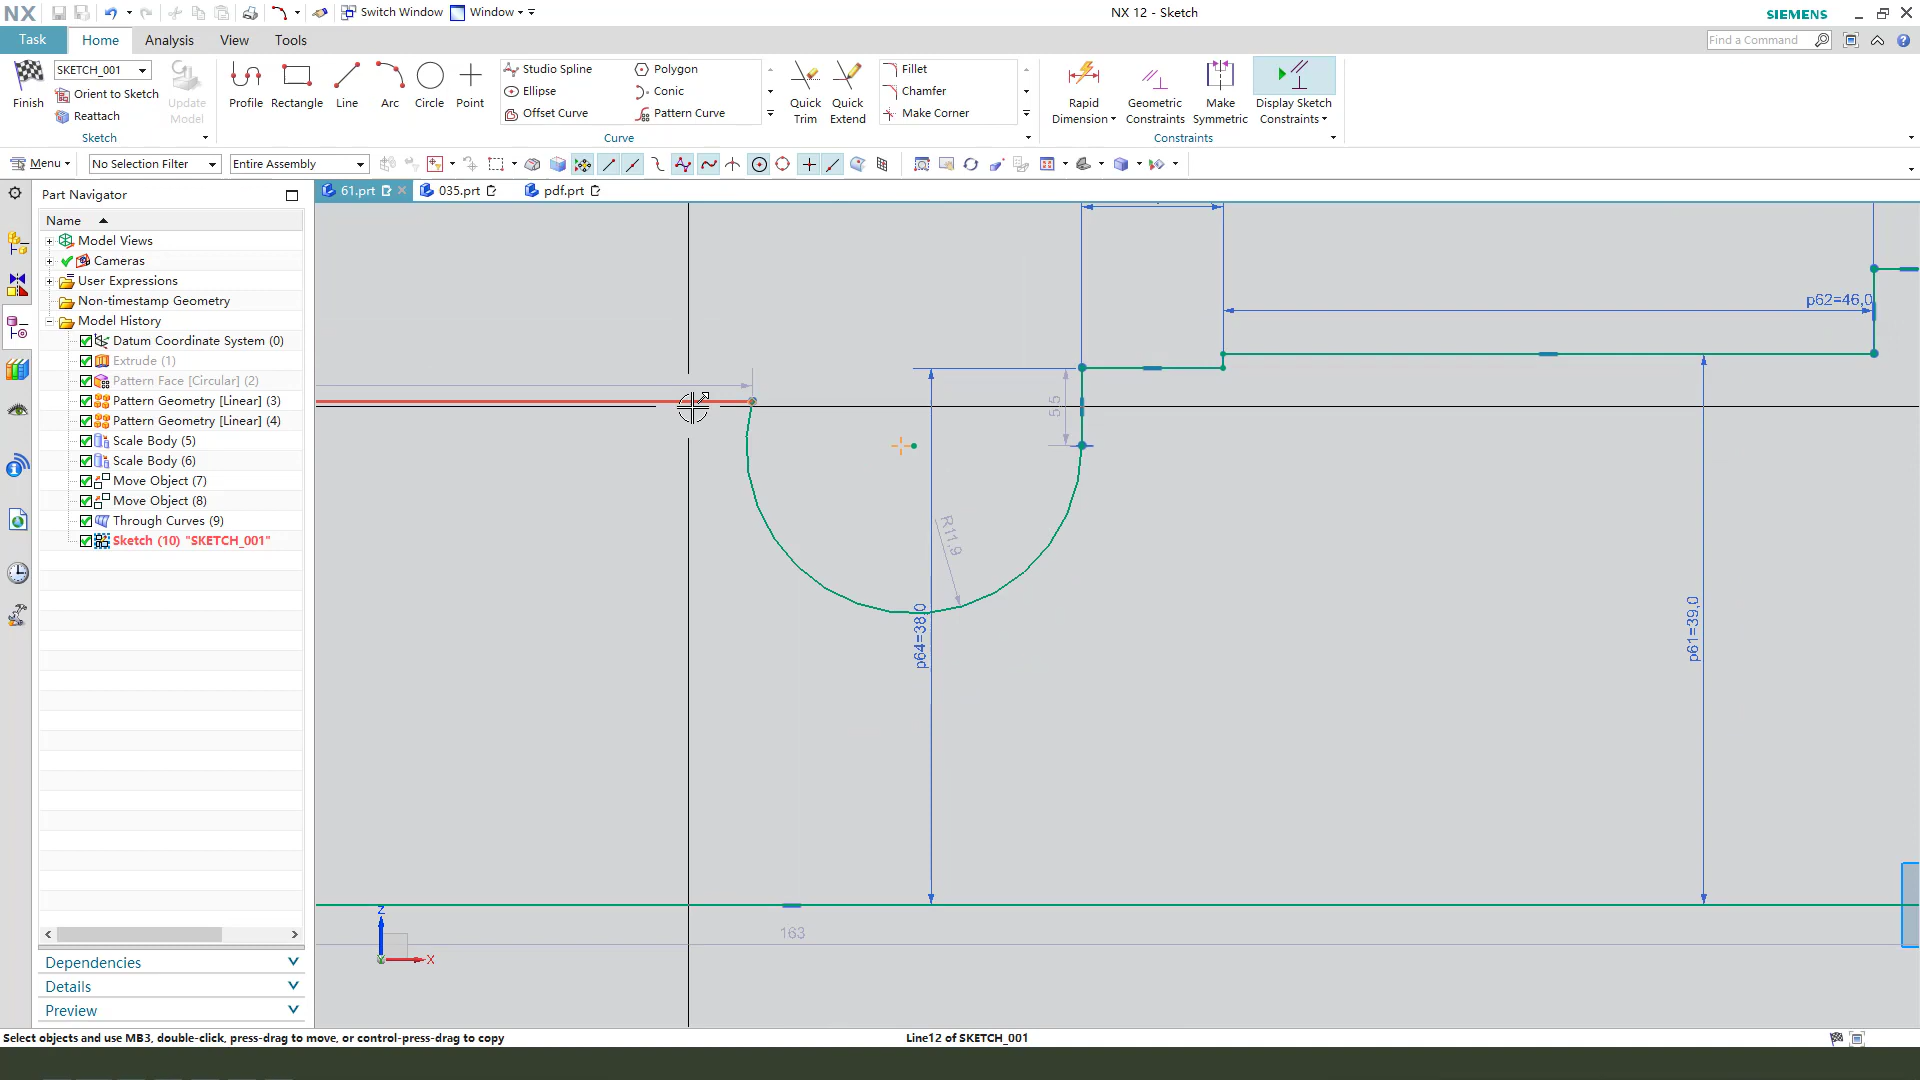 NX
Switch Window
Window
NX 12 - Sketch
SIEMENS
Task
Home
Analysis
View
Tools
Find a Command
Finish
SKETCH_001
Orient to Sketch
Reattach
Update
Model
Sketch
Profile
Rectangle
Line
Arc
Circle
Point
Studio Spline
Ellipse
Offset Curve
Polygon
Conic
Pattern Curve
Curve
Quick
Trim
Quick
Extend
Fillet
Chamfer
Make Corner
Rapid
Dimension
Geometric
Constraints
Make
Symmetric
Display Sketch
Constraints
Constraints
Menu
No Selection Filter
Entire Assembly
Part Navigator
61.prt
035.prt
pdf.prt
Name
Model Views
Cameras
User Expressions
Non-timestamp Geometry
Model History
Datum Coordinate System (0)
Extrude (1)
Pattern Face [Circular] (2)
Pattern Geometry [Linear] (3)
Pattern Geometry [Linear] (4)
Scale Body (5)
Scale Body (6)
Move Object (7)
Move Object (8)
Through Curves (9)
Sketch (10) "SKETCH_001"
Dependencies
Details
Preview
p62=46,0
5.5
R11,9
p64=38,0
p61=39,0
163
Z
X
Select objects and use MB3, double-click, press-drag to move, or control-press-drag to copy
Line12 of SKETCH_001